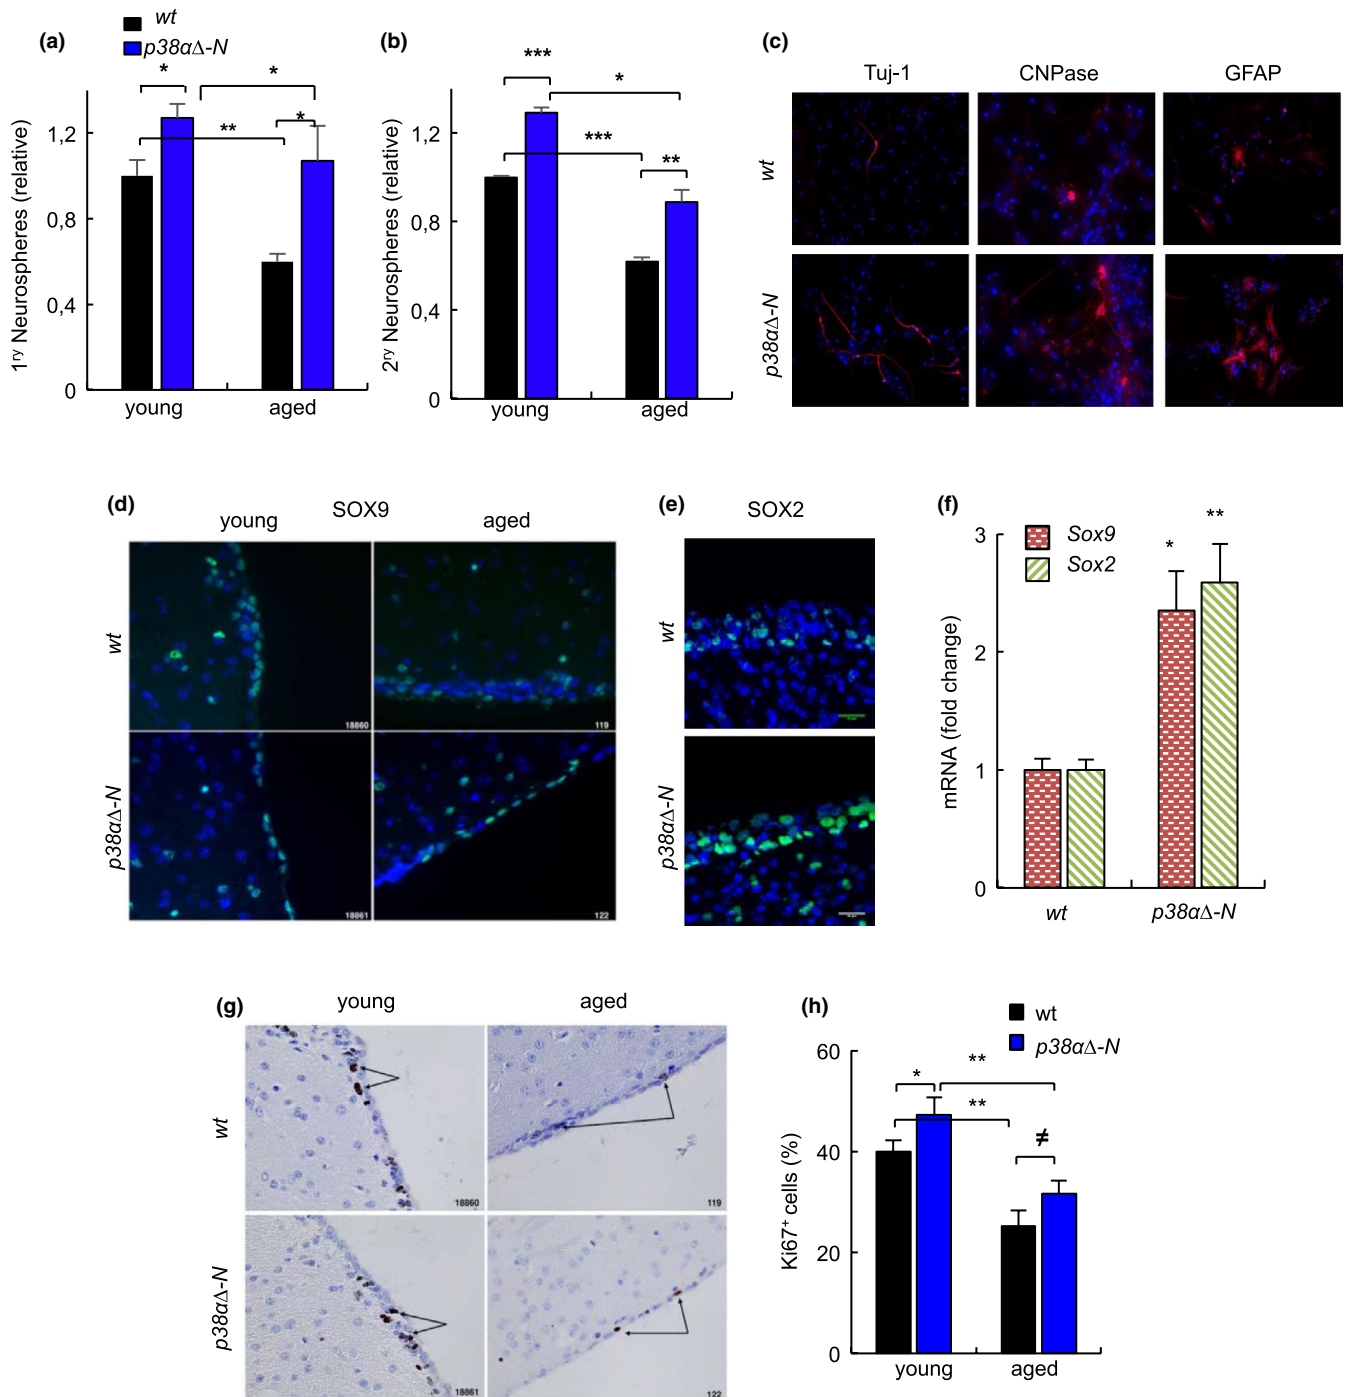 (a)
wt
p38αΔ-N
1ry Neurospheres (relative)
1,2
0,8
0,4
0
*
*
**
*
young
aged
(b)
2ry Neurospheres (relative)
1,2
0,8
0,4
0
***
*
***
**
young
aged
(c)
Tuj-1
CNPase
GFAP
wt
p38αΔ-N
(d)
SOX9
young
aged
wt
p38αΔ-N
18860
119
18861
122
(e)
SOX2
wt
p38αΔ-N
(f)
Sox9
Sox2
mRNA (fold change)
3
2
1
0
*
**
wt
p38αΔ-N
(g)
young
aged
wt
p38αΔ-N
18860
119
18861
122
(h)
wt
p38αΔ-N
Ki67+ cells (%)
60
40
20
0
*
**
**
≠
young
aged